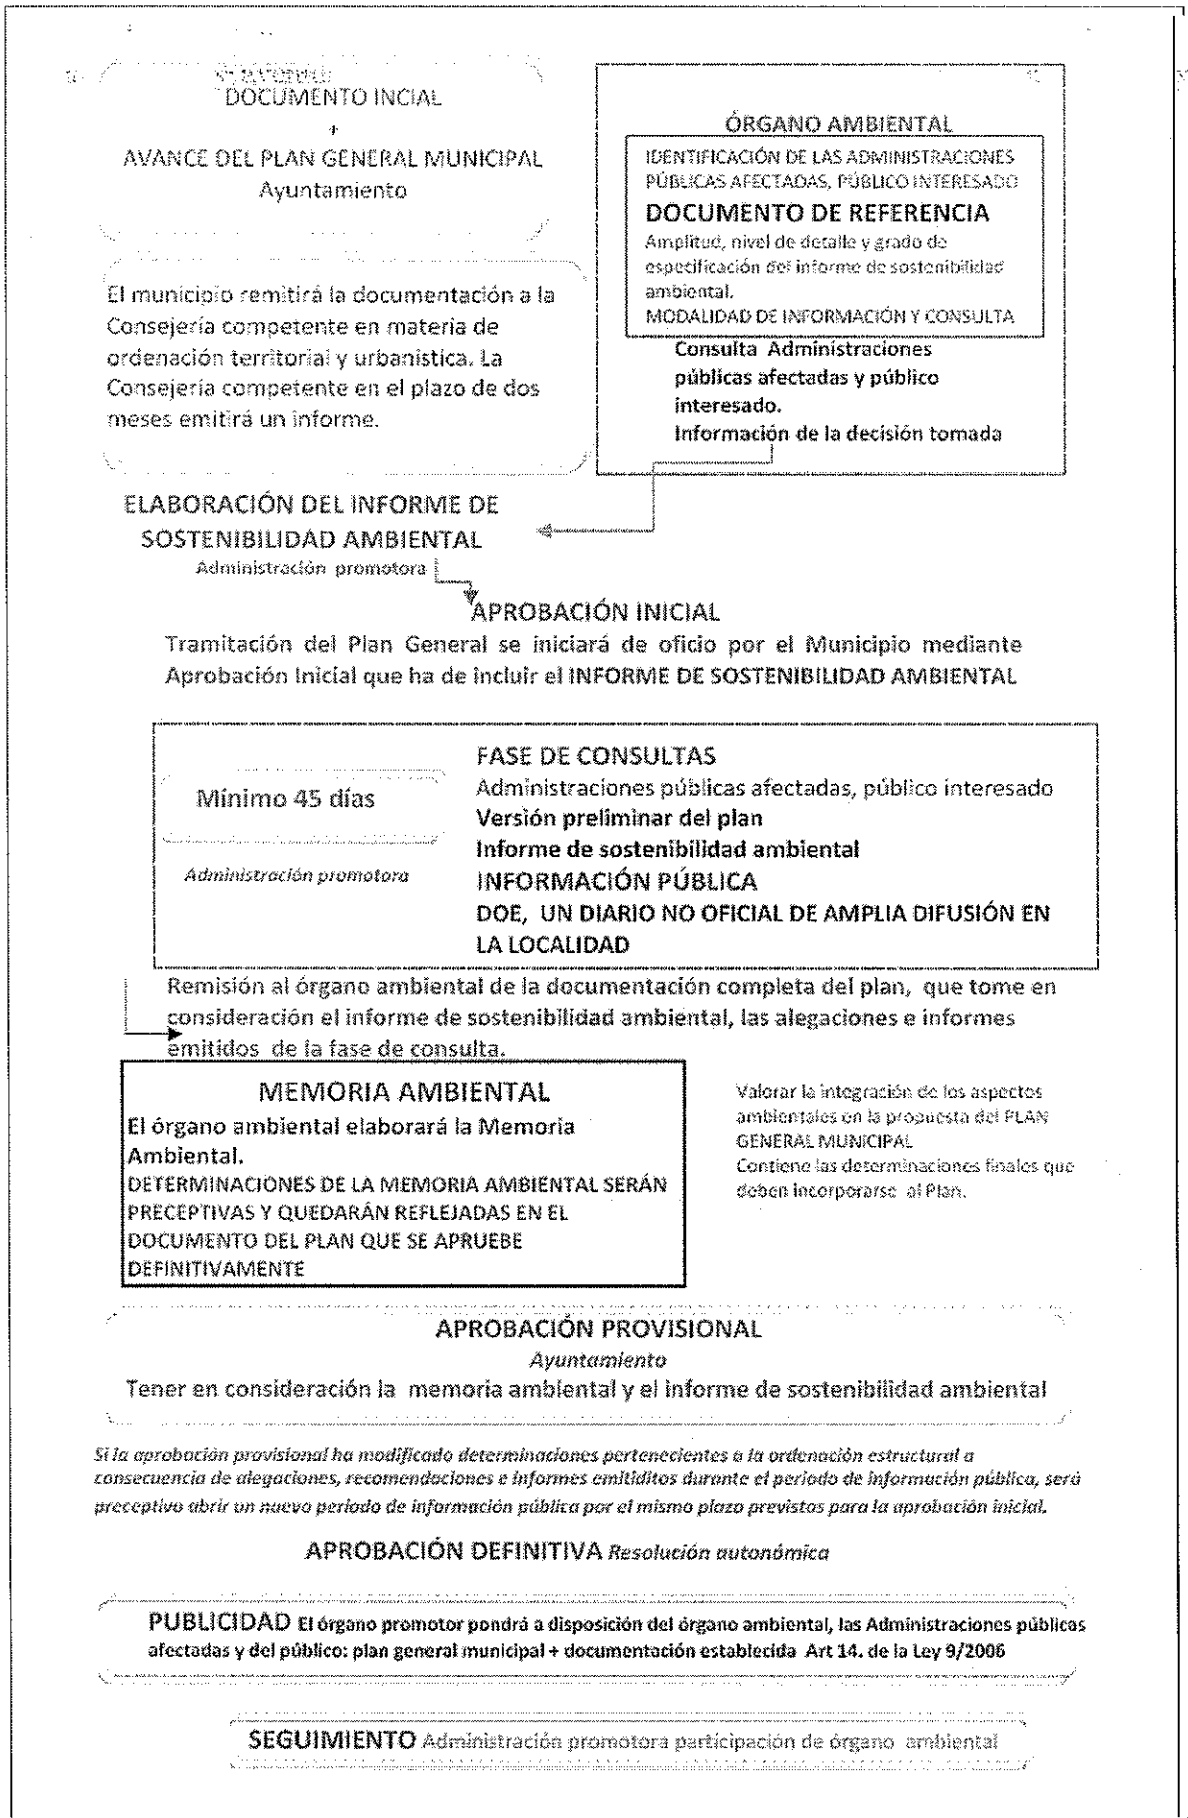 DOCUMENTO INCIAL
+
AVANCE DEL PLAN GENERAL MUNICIPAL
Ayuntamiento
El municipio remitirá la documentación a la
Consejería competente en materia de
ordenación territorial y urbanística. La
Consejería competente en el plazo de dos
meses emitirá un informe.
ÓRGANO AMBIENTAL
IDENTIFICACIÓN DE LAS ADMINISTRACIONES
PÚBLICAS AFECTADAS, PÚBLICO INTERESADO
DOCUMENTO DE REFERENCIA
Amplitud, nivel de detalle y grado de
especificación del informe de sostenibilidad
ambiental.
MODALIDAD DE INFORMACIÓN Y CONSULTA
Consulta Administraciones
públicas afectadas y público
interesado.
Información de la decisión tomada
ELABORACIÓN DEL INFORME DE
SOSTENIBILIDAD AMBIENTAL
Administración promotora
APROBACIÓN INICIAL
Tramitación del Plan General se iniciará de oficio por el Municipio mediante
Aprobación Inicial que ha de incluir el INFORME DE SOSTENIBILIDAD AMBIENTAL
Mínimo 45 días
Administración promotora
FASE DE CONSULTAS
Administraciones públicas afectadas, público interesado
Versión preliminar del plan
Informe de sostenibilidad ambiental
INFORMACIÓN PÚBLICA
DOE, UN DIARIO NO OFICIAL DE AMPLIA DIFUSIÓN EN
LA LOCALIDAD
Remisión al órgano ambiental de la documentación completa del plan, que tome en
consideración el informe de sostenibilidad ambiental, las alegaciones e informes
emitidos de la fase de consulta.
MEMORIA AMBIENTAL
El órgano ambiental elaborará la Memoria
Ambiental.
DETERMINACIONES DE LA MEMORIA AMBIENTAL SERÁN
PRECEPTIVAS Y QUEDARÁN REFLEJADAS EN EL
DOCUMENTO DEL PLAN QUE SE APRUEBE
DEFINITIVAMENTE
Valorar la integración de los aspectos
ambientales en la propuesta del PLAN
GENERAL MUNICIPAL
Contiene las determinaciones finales que
deben incorporarse al Plan.
APROBACIÓN PROVISIONAL
Ayuntamiento
Tener en consideración la memoria ambiental y el informe de sostenibilidad ambiental
Si la aprobación provisional ha modificado determinaciones pertenecientes a la ordenación estructural a
consecuencia de alegaciones, recomendaciones e informes emitiditos durante el periodo de información pública, será
preceptivo abrir un nuevo periodo de información pública por el mismo plazo previstos para la aprobación inicial.
APROBACIÓN DEFINITIVA Resolución autonómica
PUBLICIDAD El órgano promotor pondrá a disposición del órgano ambiental, las Administraciones públicas
afectadas y del público: plan general municipal + documentación establecida Art 14. de la Ley 9/2006
SEGUIMIENTO Administración promotora participación de órgano ambiental